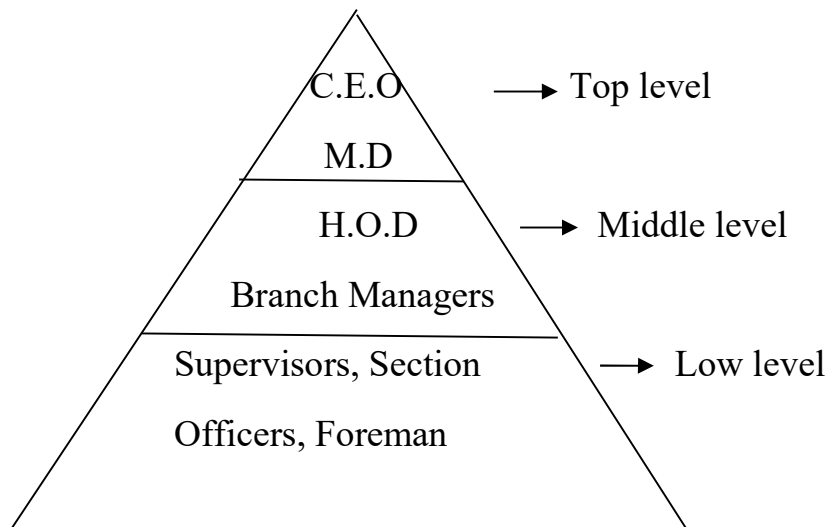 C.E.O
Top level
M.D
H.O.D
Middle level
Branch Managers
Supervisors, Section
Low level
Officers, Foreman